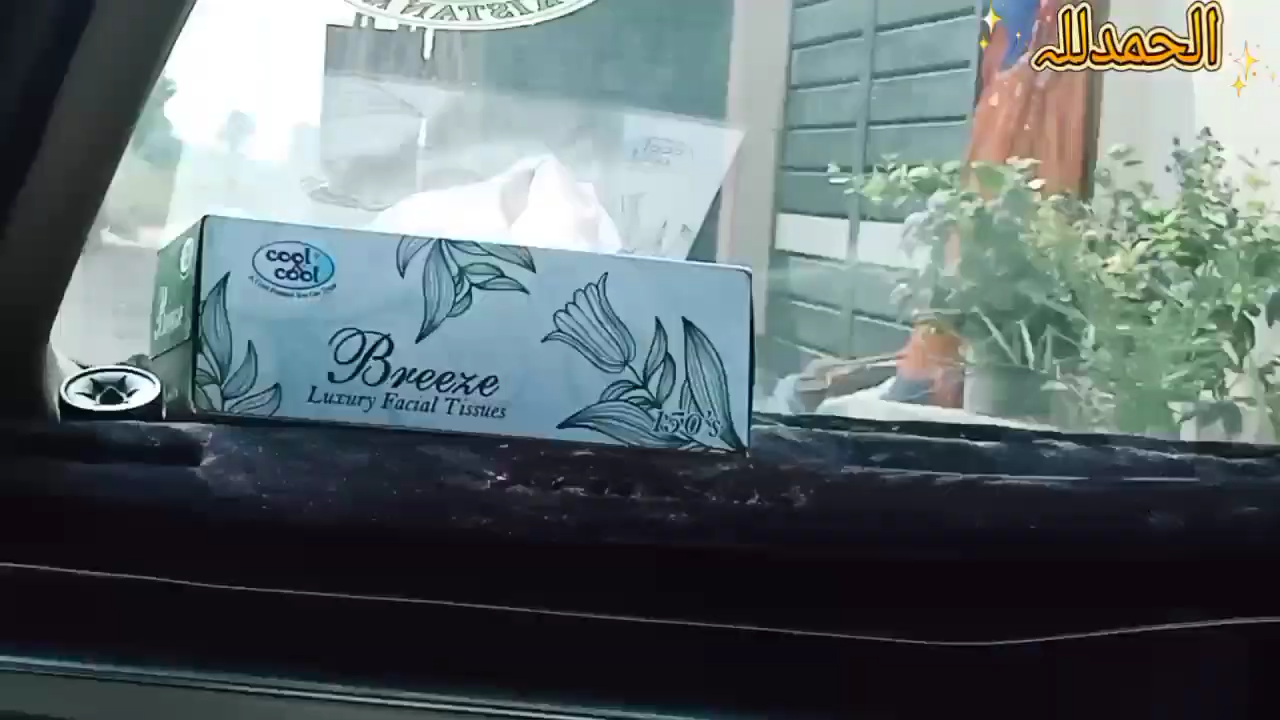 الحمدلله
cool & cool
Breeze
Luxury Facial Tissues
150's